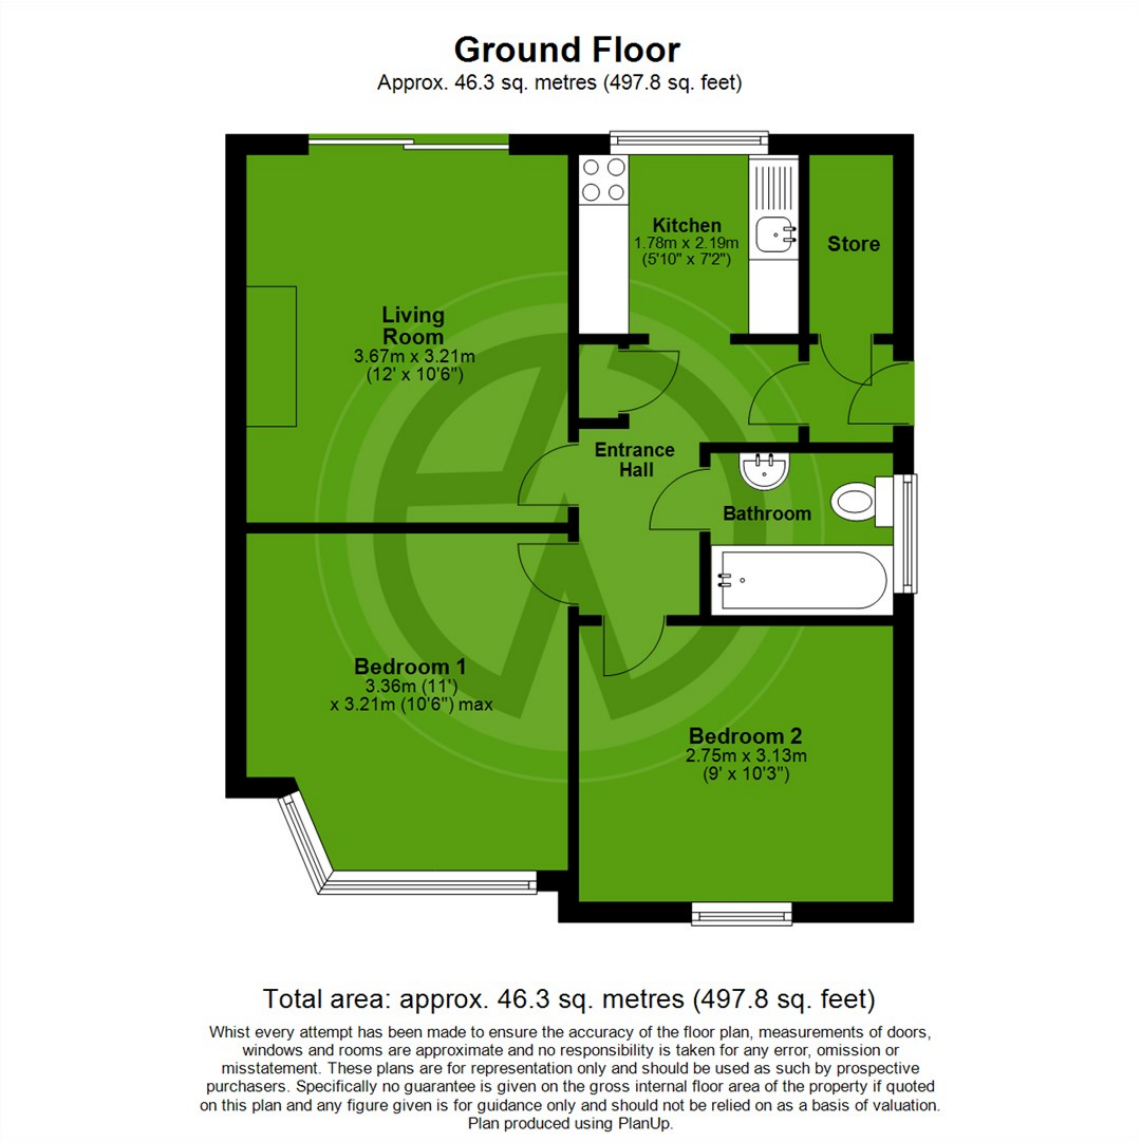 Ground Floor
Approx. 46.3 sq. metres (497.8 sq. feet)
Kitchen
1.78m x 2.19m
(5'10" x 7'2")
Store
Living
Room
3.67m x 3.21m
(12' x 10'6")
Entrance
Hall
Bathroom
Bedroom 1
3.36m (11')
x 3.21m (10'6") max
Bedroom 2
2.75m x 3.13m
(9' x 10'3")
Total area: approx. 46.3 sq. metres (497.8 sq. feet)
Whist every attempt has been made to ensure the accuracy of the floor plan, measurements of doors,
windows and rooms are approximate and no responsibility is taken for any error, omission or
misstatement. These plans are for representation only and should be used as such by prospective
purchasers. Specifically no guarantee is given on the gross internal floor area of the property if quoted
on this plan and any figure given is for guidance only and should not be relied on as a basis of valuation.
Plan produced using PlanUp.